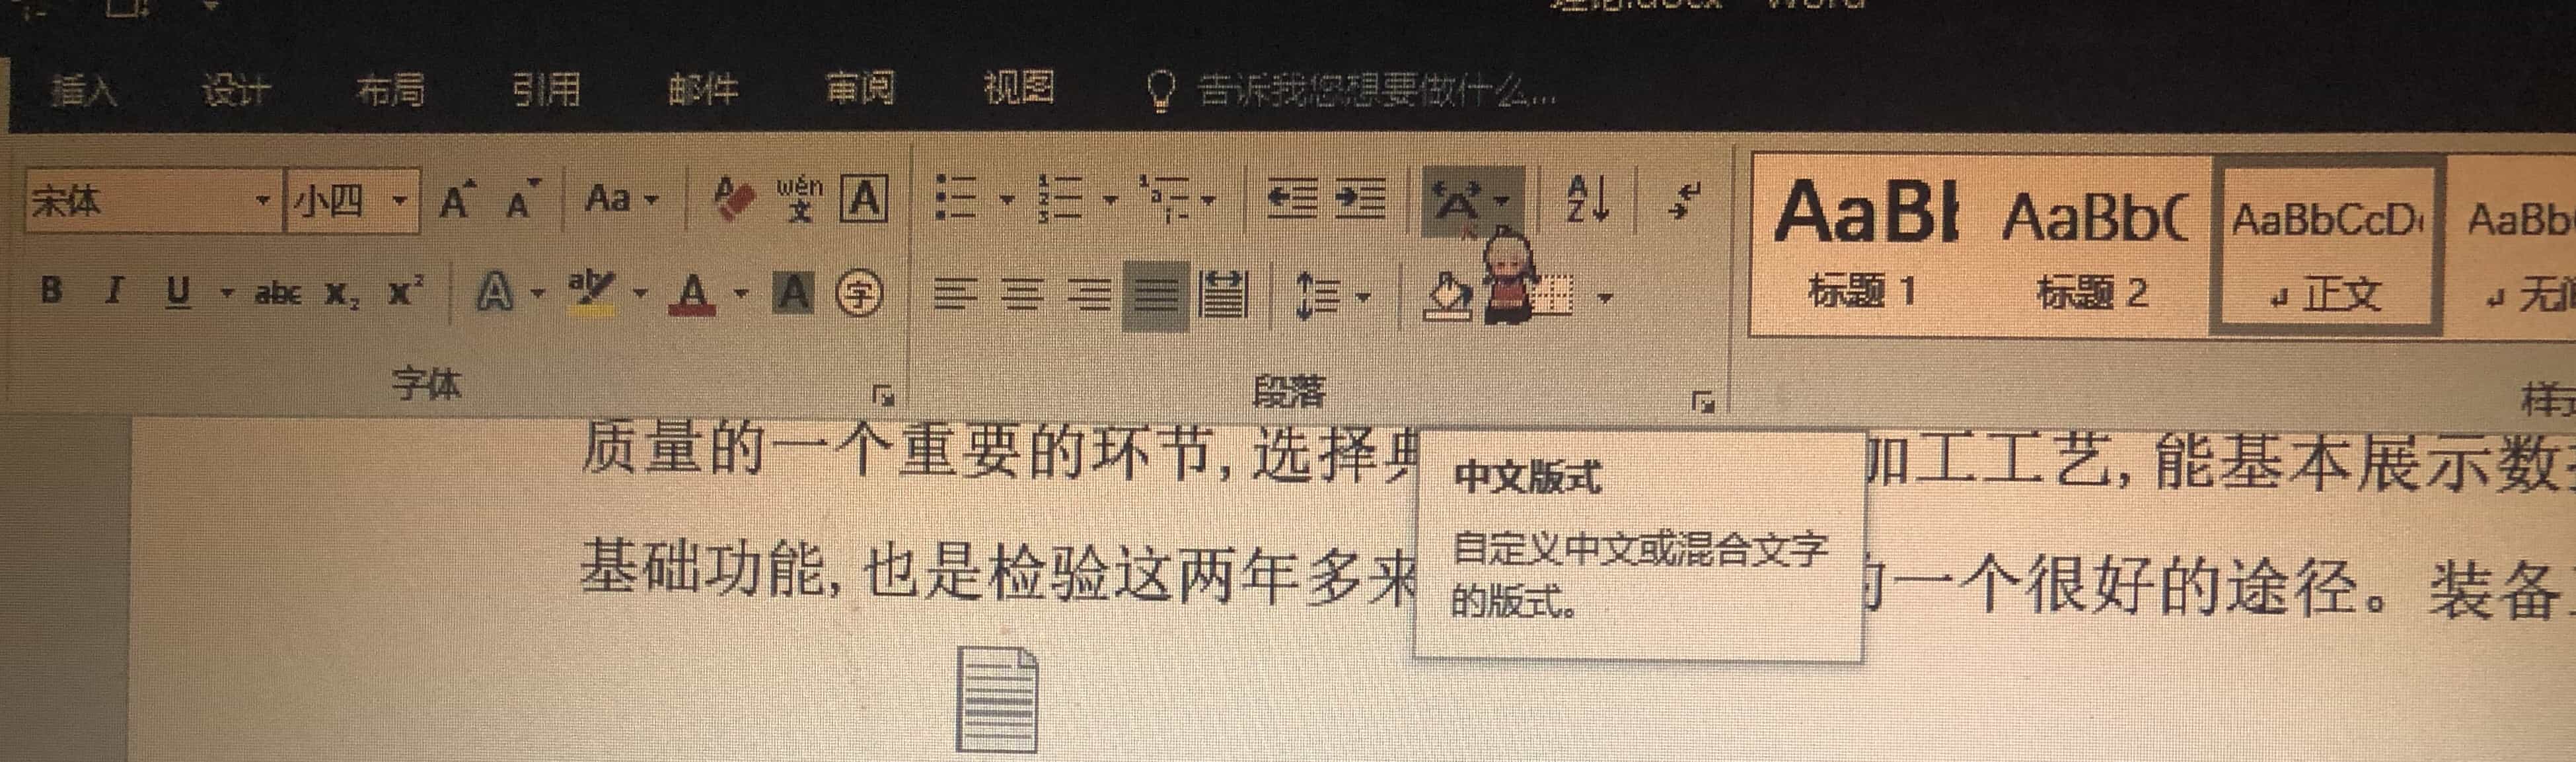 插入 设计 布局 引用 邮件 审阅 视图 告诉我您想要做什么...
宋体 小四 A A Aa wén 文 A
B I U abc X₂ X² A aby A A 字
字体
段落
AaBl AaBbC AaBbCcD AaBb
标题 1 标题 2 ↲ 正文 ↲ 无
样
质量的一个重要的环节,选择 加工工艺,能基本展示数
基础功能,也是检验这两年多来 一个很好的途径。装备
中文版式
自定义中文或混合文字
的版式。